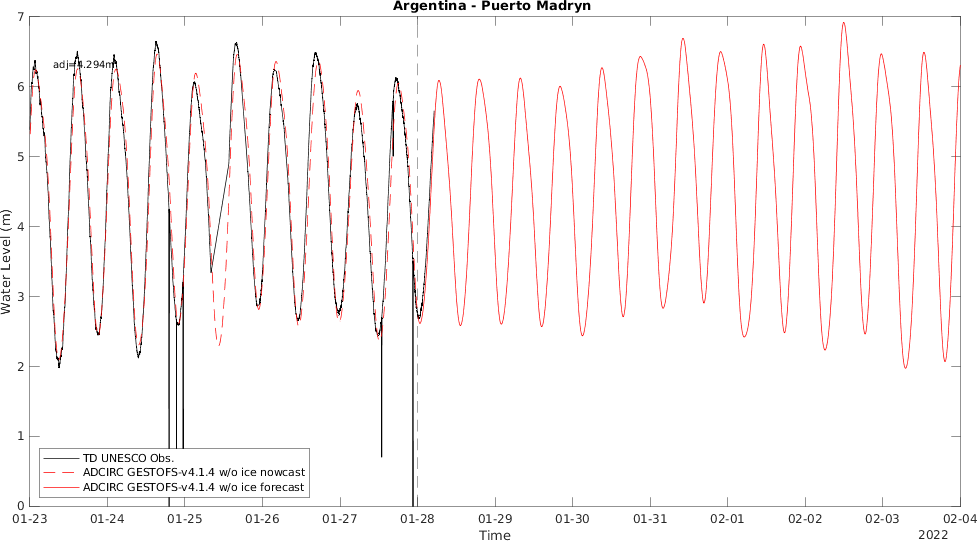 Argentina - Puerto Madryn
7
6
5
4
3
2
1
0
Water Level (m)
adj=4.294m
TD UNESCO Obs.
ADCIRC GESTOFS-v4.1.4 w/o ice nowcast
ADCIRC GESTOFS-v4.1.4 w/o ice forecast
01-23 01-24 01-25 01-26 01-27 01-28 01-29 01-30 01-31 02-01 02-02 02-03 02-04
Time
2022